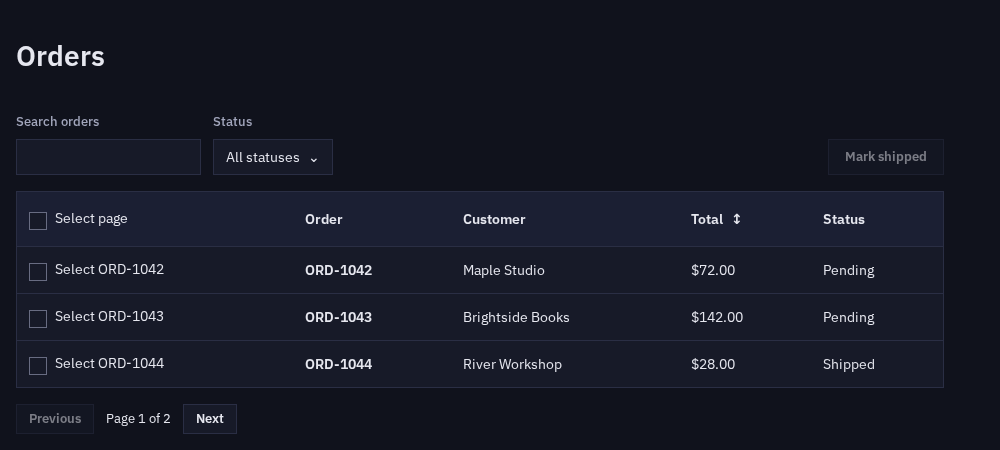 Orders
Search orders Status
All statuses Mark shipped
Select page Order Customer Total ↕ Status
Select ORD-1042 ORD-1042 Maple Studio $72.00 Pending
Select ORD-1043 ORD-1043 Brightside Books $142.00 Pending
Select ORD-1044 ORD-1044 River Workshop $28.00 Shipped
Previous Page 1 of 2 Next